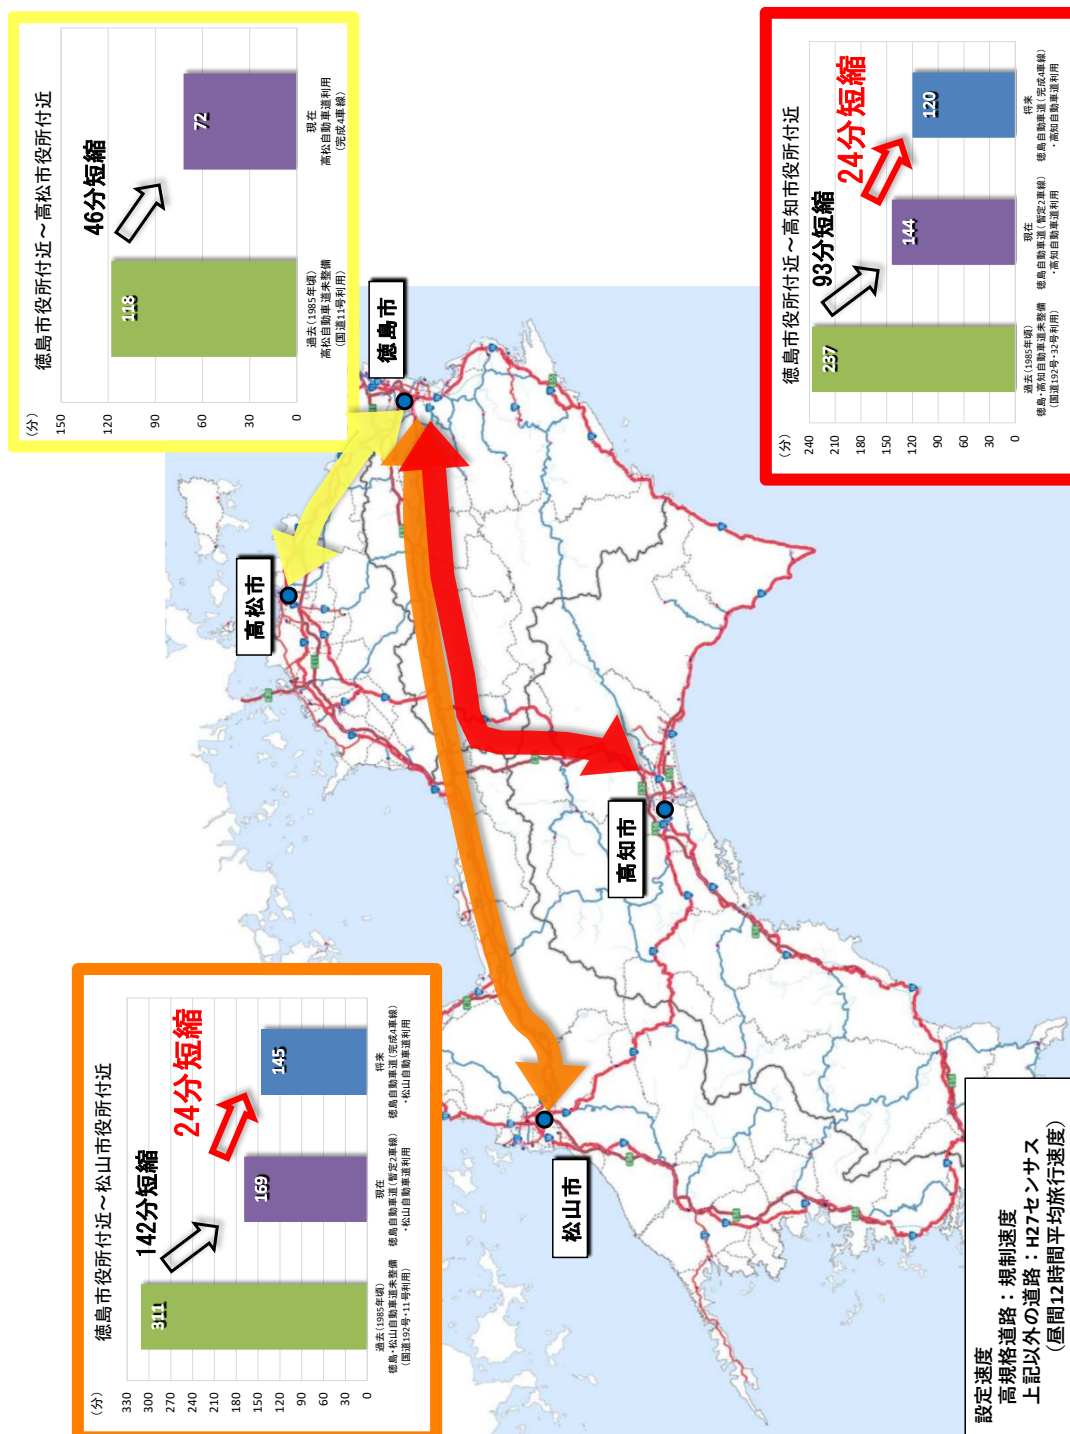 徳島市役所付近～松山市役所付近
(分)
330
300
270
240
210
180
150
120
90
60
30
0
311
142分短縮
169
24分短縮
145
過去(1985年頃)
徳島・松山自動車道未整備
(国道192号・11号利用)
現在
徳島自動車道(暫定2車線)
・松山自動車道利用
将来
徳島自動車道(完成4車線)
・松山自動車道利用
徳島市役所付近～高松市役所付近
(分)
150
120
90
60
30
0
118
46分短縮
72
過去(1985年頃)
高松自動車道未整備
(国道11号利用)
現在
高松自動車道利用
(完成4車線)
松山市
高知市
高松市
徳島市
徳島市役所付近～高知市役所付近
(分)
240
210
180
150
120
90
60
30
0
237
93分短縮
144
24分短縮
120
過去(1985年頃)
徳島・高知自動車道未整備
(国道192号・32号利用)
現在
徳島自動車道(暫定2車線)
・高知自動車道利用
将来
徳島自動車道(完成4車線)
・高知自動車道利用
設定速度
高規格道路：規制速度
上記以外の道路：H27センサス
(昼間12時間平均旅行速度)